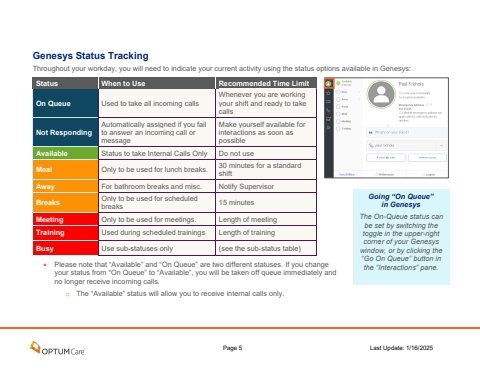 Genesys Status Tracking
Throughout your workday, you will need to indicate your current activity using the status options available in Genesys:
Status When to Use Recommended Time Limit
On Queue Used to take all incoming calls Whenever you are working your shift and ready to take calls
Not Responding Automatically assigned if you fail to answer an incoming call or message Make yourself available for interactions as soon as possible
Available Status to take Internal Calls Only Do not use
Meal Only to be used for lunch breaks. 30 minutes for a standard shift
Away For bathroom breaks and misc. Notify Supervisor
Breaks Only to be used for scheduled breaks 15 minutes
Meeting Only to be used for meetings. Length of meeting
Training Used during scheduled trainings Length of training
Busy Use sub-statuses only (see the sub-status table)
Paul Nichols
Going “On Queue”
in Genesys
The On-Queue status can
be set by switching the
toggle in the upper-right
corner of your Genesys
window, or by clicking the
“Go On Queue” button in
the “Interactions” pane.
• Please note that “Available” and “On Queue” are two different statuses. If you change
your status from “On Queue” to “Available”, you will be taken off queue immediately and
no longer receive incoming calls.
o The “Available” status will allow you to receive internal calls only.
OPTUMCare
Page 5
Last Update: 1/16/2025